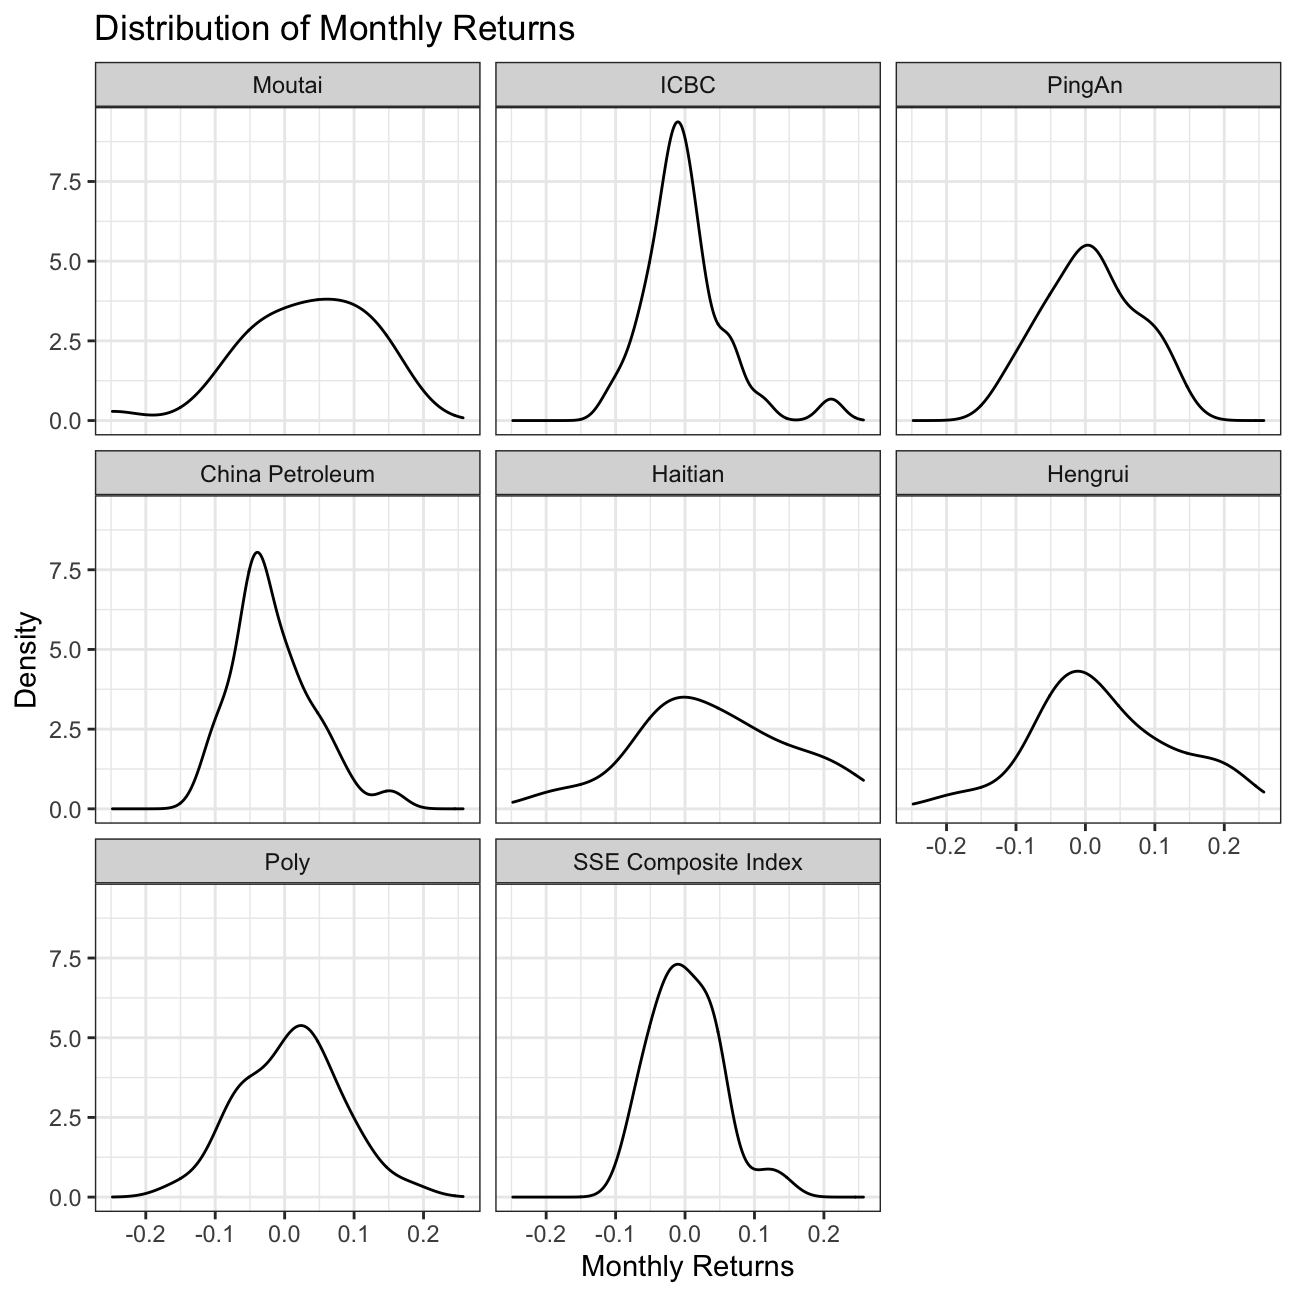 Distribution of Monthly Returns
Moutai
ICBC
PingAn
7.5
5.0
2.5
0.0
China Petroleum
Haitian
Hengrui
7.5
5.0
2.5
0.0
-0.2 -0.1 0.0 0.1 0.2
Density
Poly
SSE Composite Index
7.5
5.0
2.5
0.0
-0.2 -0.1 0.0 0.1 0.2
-0.2 -0.1 0.0 0.1 0.2
Monthly Returns